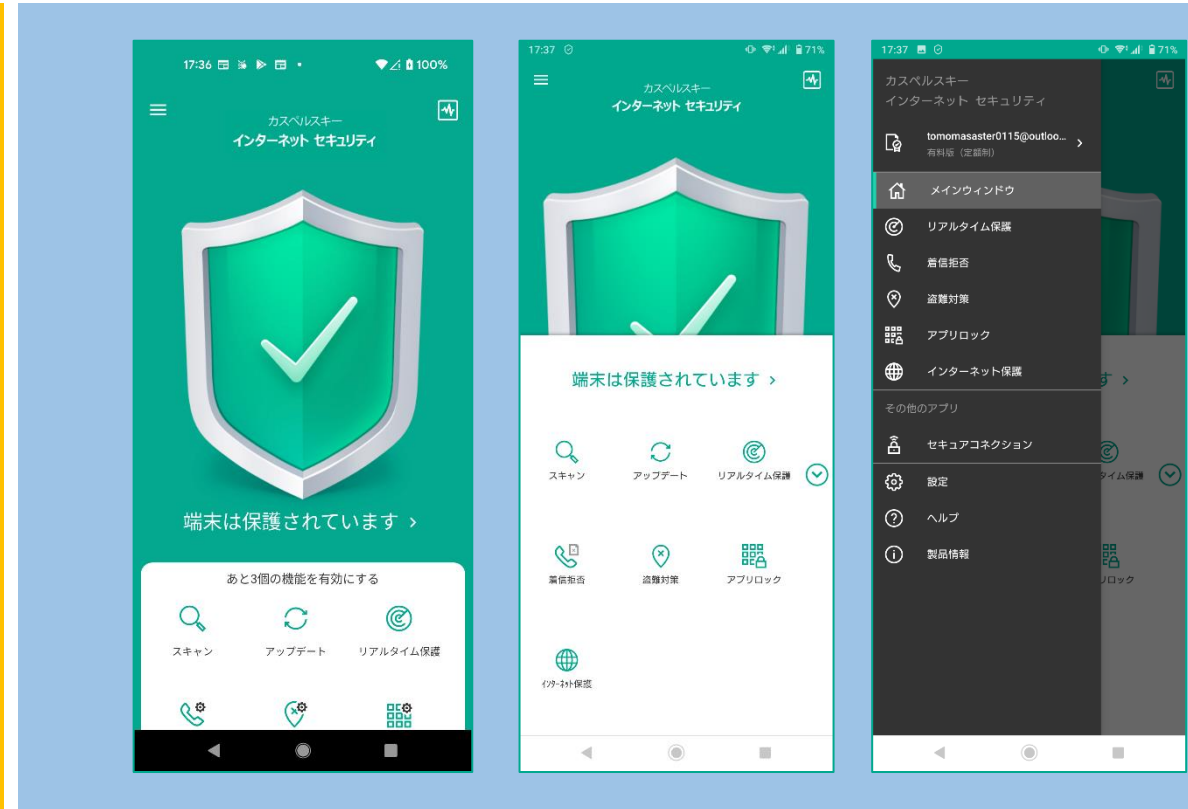 17:36
100%
カスペルスキー
インターネット セキュリティ
端末は保護されています
あと3個の機能を有効にする
スキャン
アップデート
リアルタイム保護
17:37
71%
カスペルスキー
インターネット セキュリティ
端末は保護されています
スキャン
アップデート
リアルタイム保護
着信拒否
盗難対策
アプリロック
インターネット保護
17:37
71%
カスペルスキー
インターネット セキュリティ
tomomasaster0115@outloo...
有料版（定額制）
メインウィンドウ
リアルタイム保護
着信拒否
盗難対策
アプリロック
インターネット保護
す
その他のアプリ
セキュアコネクション
タイム保護
設定
ヘルプ
製品情報
リロック